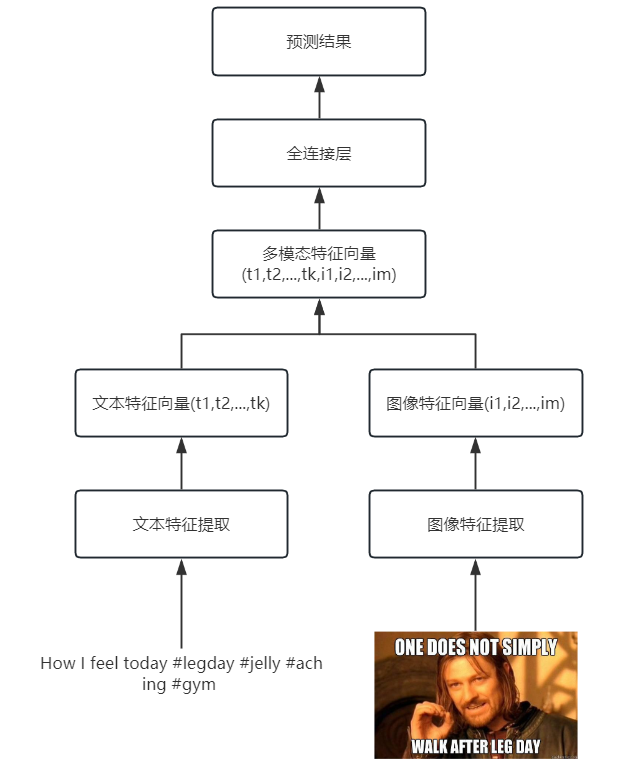 预测结果
全连接层
多模态特征向量
(t1,t2,...,tk,i1,i2,...,im)
文本特征向量(t1,t2,...,tk)
图像特征向量(i1,i2,...,im)
文本特征提取
图像特征提取
How I feel today #legday #jelly #ach
ing #gym
ONE DOES NOT SIMPLY
WALK AFTER LEG DAY